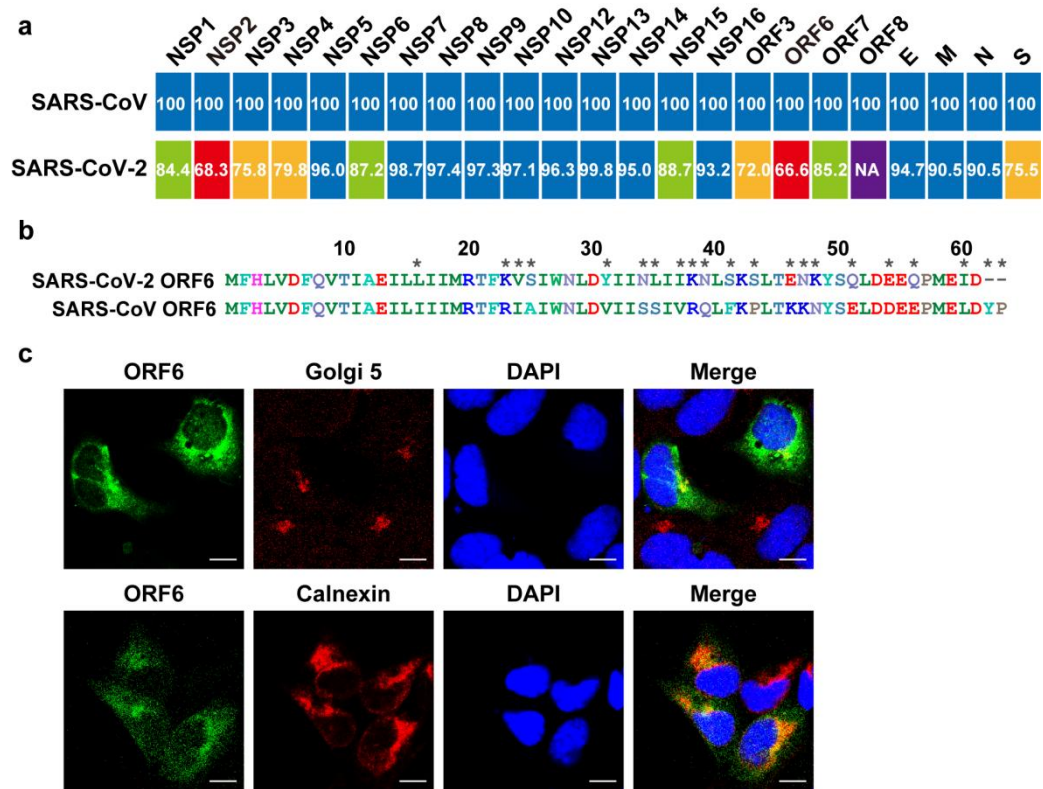 a
NSP1 NSP2 NSP3 NSP4 NSP5 NSP6 NSP7 NSP8 NSP9 NSP10 NSP12 NSP13 NSP14 NSP15 NSP16 ORF3 ORF6 ORF7 ORF8 E M N S
SARS-CoV 100 100 100 100 100 100 100 100 100 100 100 100 100 100 100 100 100 100 100 100 100 100 100
SARS-CoV-2 84.4 68.3 75.8 79.8 96.0 87.2 98.7 97.4 97.3 97.1 96.3 99.8 95.0 88.7 93.2 72.0 66.6 85.2 NA 94.7 90.5 90.5 75.5
b
10 20 30 40 50 60
* *** * ** *** * * *** * * * * **
SARS-CoV-2 ORF6 MFHLVDFQVTIAEILLIIMRTFKVSIWNLDYIINLIIKNLSKSLTENKYSQLDEEQPMEID--
SARS-CoV ORF6 MFHLVDFQVTIAEILIIIMRTFRIAIWNLDVIISSIVRQLFKPLTKKNYSELDDEEPMELDYP
c
ORF6 Golgi 5 DAPI Merge
ORF6 Calnexin DAPI Merge